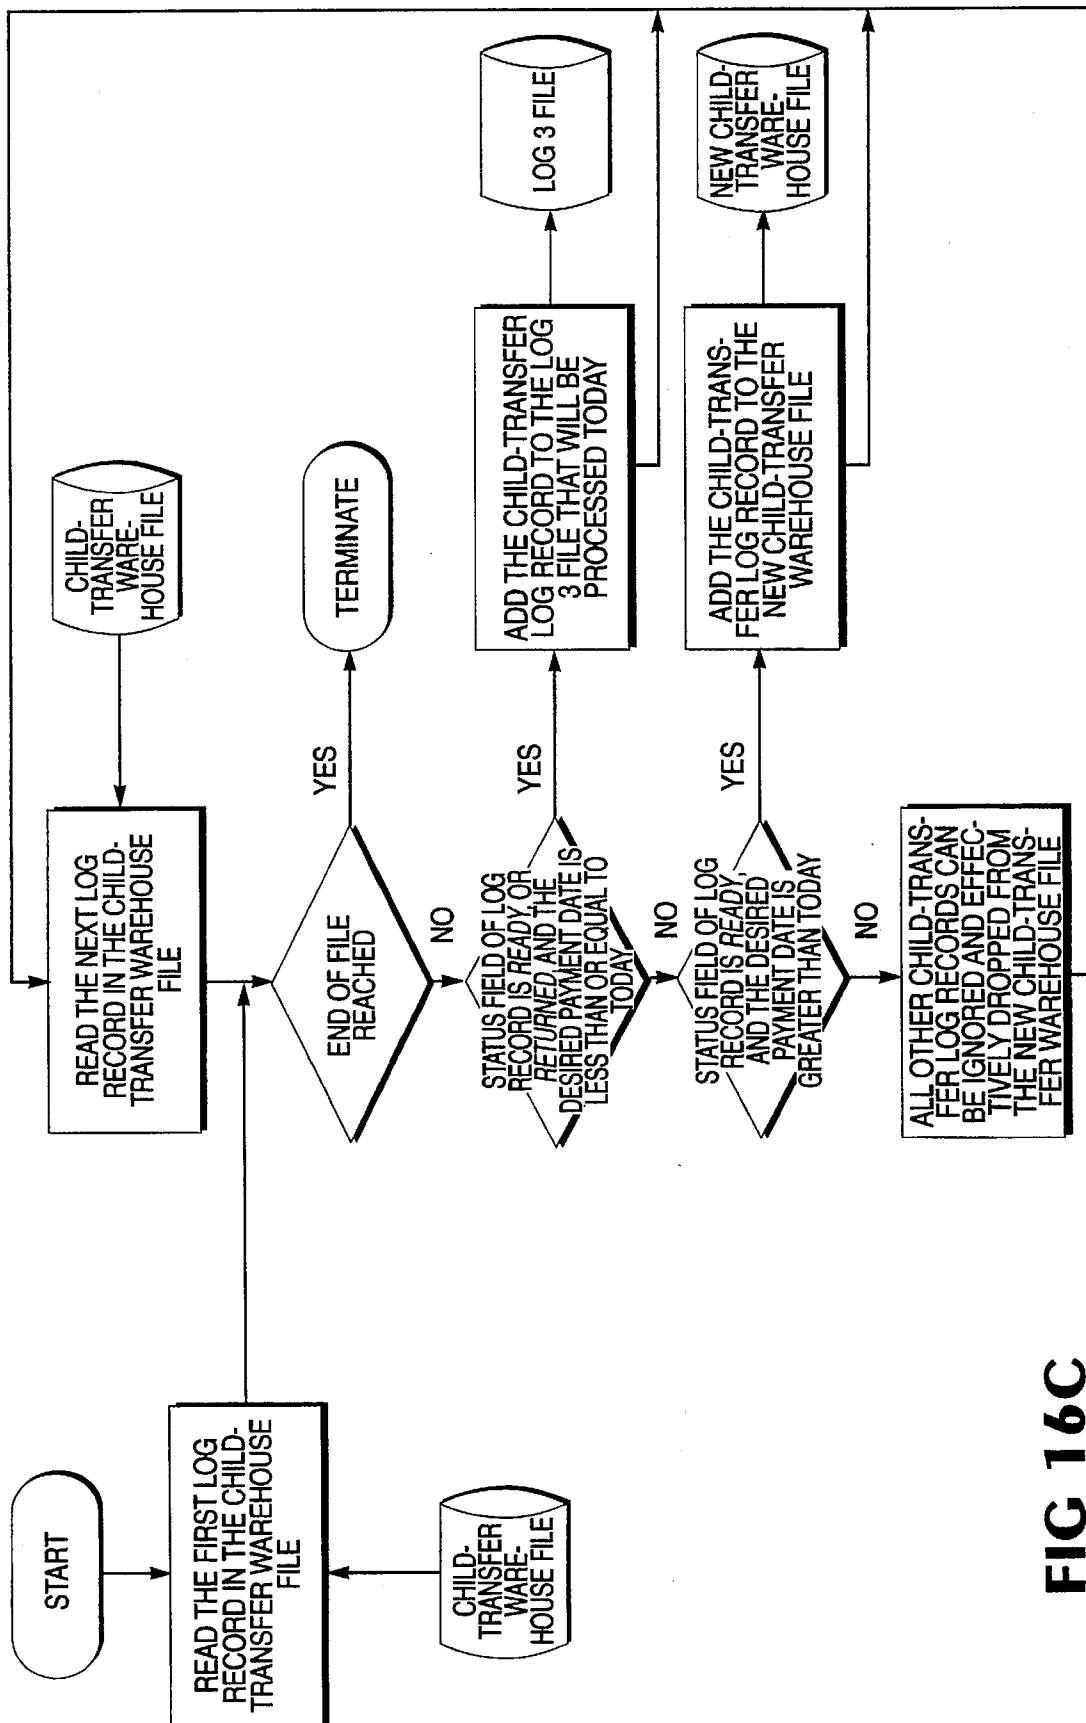 START
READ THE FIRST LOG
RECORD IN THE CHILD-
TRANSFER WAREHOUSE
FILE
CHILD-
TRANSFER
WARE-
HOUSE FILE
READ THE NEXT LOG
RECORD IN THE CHILD-
TRANSFER WAREHOUSE
FILE
CHILD-
TRANSFER
WARE-
HOUSE FILE
END OF FILE
REACHED
YES
TERMINATE
NO
STATUS FIELD OF LOG
RECORD IS READY OR
RETURNED AND THE
DESIRED PAYMENT DATE IS
LESS THAN OR EQUAL TO
TODAY
YES
ADD THE CHILD-TRANSFER
LOG RECORD TO THE LOG
3 FILE THAT WILL BE
PROCESSED TODAY
LOG 3 FILE
NO
STATUS FIELD OF LOG
RECORD IS READY,
AND THE DESIRED
PAYMENT DATE IS
GREATER THAN TODAY
YES
ADD THE CHILD-TRANS-
FER LOG RECORD TO THE
NEW CHILD-TRANSFER
WAREHOUSE FILE
NEW CHILD-
TRANSFER
WARE-
HOUSE FILE
NO
ALL OTHER CHILD-TRANS-
FER LOG RECORDS CAN
BE IGNORED AND EFFEC-
TIVELY DROPPED FROM
THE NEW CHILD-TRANS-
FER WAREHOUSE FILE
FIG 16C